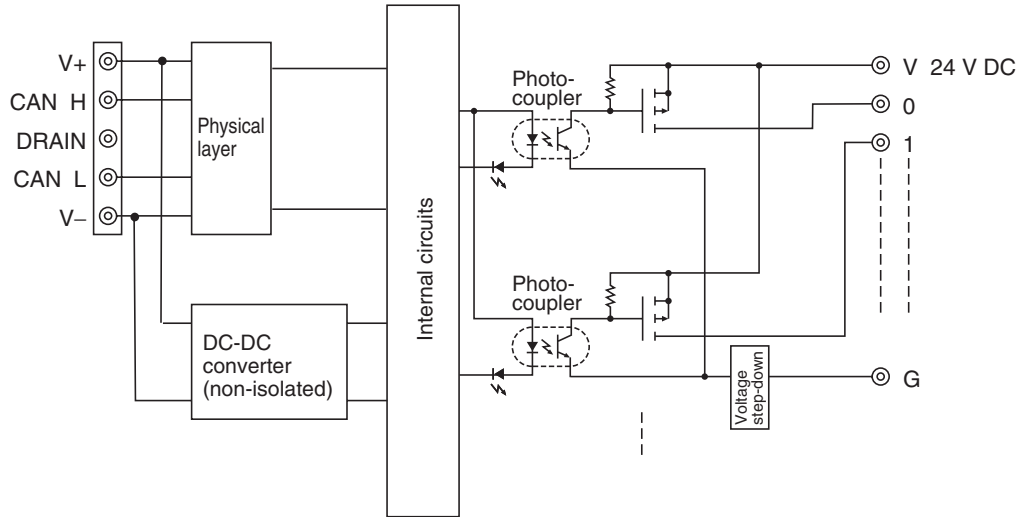 V+
CAN H
DRAIN
CAN L
V–
Physical
layer
DC-DC
converter
(non-isolated)
Internal circuits
Photo-
coupler
Photo-
coupler
V 24 V DC
0
1
Voltage
step-down
G